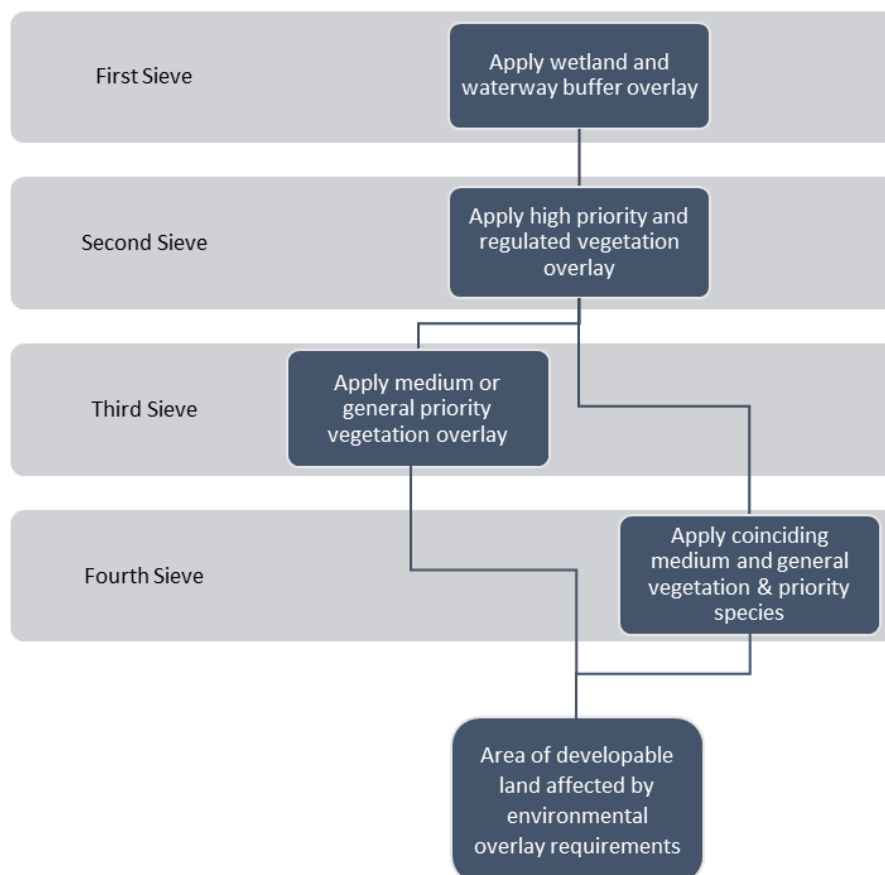 First Sieve
Apply wetland and
waterway buffer overlay
Second Sieve
Apply high priority and
regulated vegetation
overlay
Third Sieve
Apply medium or
general priority
vegetation overlay
Fourth Sieve
Apply coinciding
medium and general
vegetation & priority
species
Area of developable
land affected by
environmental
overlay requirements